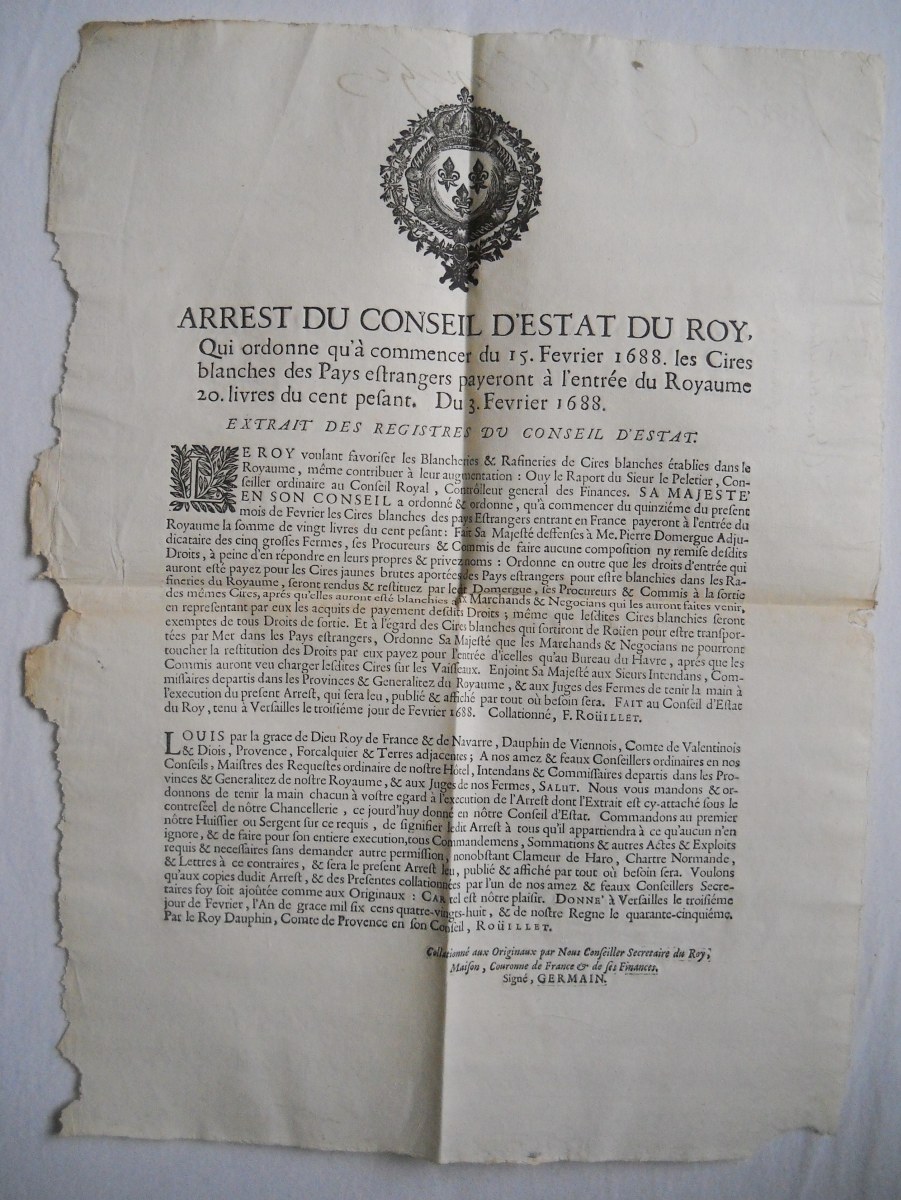 ARREST DU CONSEIL D'ESTAT DU ROY,
Qui ordonne qu'à commencer du 15. Fevrier 1688. les Cires
blanches des Pays eſtrangers payeront à l'entrée du Royaume
20. livres du cent peſant. Du 3. Fevrier 1688.
EXTRAIT DES REGISTRES DU CONSEIL D'ESTAT.
LE ROY voulant favoriſer les Blancheries & Rafineries de Cires blanches établies dans le
Royaume, même contribuer à leur augmentation : Ouy le Raport du Sieur le Peletier, Con-
ſeiller ordinaire au Conſeil Royal, Contrôlleur general des Finances. SA MAJESTE'
EN SON CONSEIL a ordonné & ordonne, qu'à commencer du quinziéme du preſent
mois de Fevrier les Cires blanches des pays Eſtrangers entrant en France payeront à l'entrée du
Royaume la ſomme de vingt livres du cent peſant : Fait Sa Majeſté deffenſes à Me. Pierre Domergue Adju-
dicataire des cinq groſſes Fermes, ſes Procureurs & Commis de faire aucune compoſition ny remiſe deſdits
Droits, à peine d'en répondre en leurs propres & privez noms : Ordonne en outre que les droits d'entrée qui
auront eſté payez pour les Cires jaunes brutes aportées des Pays eſtrangers pour eſtre blanchies dans les Ra-
fineries du Royaume, ſeront rendus & reſtituez par ledit Domergue, ſes Procureurs & Commis à la ſortie
des mêmes Cires, après qu'elles auront eſté blanchies aux Marchands & Negocians qui les auront faites venir,
en repreſentant par eux les acquits de payement deſdits Droits ; même que leſdites Cires blanchies ſeront
exemptes de tous Droits de ſortie. Et à l'égard des Cires blanches qui ſortiront de Roüen pour eſtre tranſpor-
tées par Mer dans les Pays eſtrangers, Ordonne Sa Majeſté que les Marchands & Negocians ne pourront
toucher la reſtitution des Droits par eux payez pour l'entrée d'icelles qu'au Bureau du Havre, après que les
Commis auront veu charger leſdites Cires ſur les Vaiſſeaux. Enjoint Sa Majeſté aux Sieurs Intendans, Com-
miſſaires departis dans les Provinces & Generalitez du Royaume, & aux Juges des Fermes de tenir la main à
l'execution du preſent Arreſt, qui ſera leu, publié & affiché par tout où beſoin ſera. FAIT au Conſeil d'Eſtat
du Roy, tenu à Verſailles le troiſiéme jour de Fevrier 1688. Collationné, F. ROÜILLET.
LOUIS par la grace de Dieu Roy de France & de Navarre, Dauphin de Viennois, Comte de Valentinois
& Diois, Provence, Forcalquier & Terres adjacentes ; A nos amez & feaux Conſeillers ordinaires en nos
Conſeils, Maiſtres des Requeſtes ordinaire de noſtre Hôtel, Intendans & Commiſſaires departis dans les Pro-
vinces & Generalitez de noſtre Royaume, & aux Juges de nos Fermes, SALUT. Nous vous mandons & or-
donnons de tenir la main chacun à voſtre egard à l'execution de l'Arreſt dont l'Extrait eſt cy-attaché ſous le
contreſéel de nôtre Chancellerie, ce jourd'huy donné en nôtre Conſeil d'Eſtat. Commandons au premier
nôtre Huiſſier ou Sergent ſur ce requis, de ſignifier ledit Arreſt à tous qu'il appartiendra à ce qu'aucun n'en
ignore, & de faire pour ſon entiere execution, tous Commandemens, Sommations & autres Actes & Exploits
requis & neceſſaires ſans demander autre permiſſion, nonobſtant Clameur de Haro, Chartre Normande,
& Lettres à ce contraires, & ſera le preſent Arreſt leu, publié & affiché par tout où beſoin ſera. Voulons
qu'aux copies dudit Arreſt, & des Preſentes collationnées par l'un de nos amez & feaux Conſeillers Secre-
taires foy ſoit ajoûtée comme aux Originaux : CAR tel eſt nôtre plaiſir. DONNE' à Verſailles le troiſiéme
jour de Fevrier, l'An de grace mil ſix cens quatre-vingts-huit, & de noſtre Regne le quarante-cinquiéme.
Par le Roy Dauphin, Comte de Provence en ſon Conſeil, ROÜILLET.
Collationné aux Originaux par Nous Conſeiller Secretaire du Roy,
Maiſon, Couronne de France & de ſes Finances.
Signé, GERMAIN.